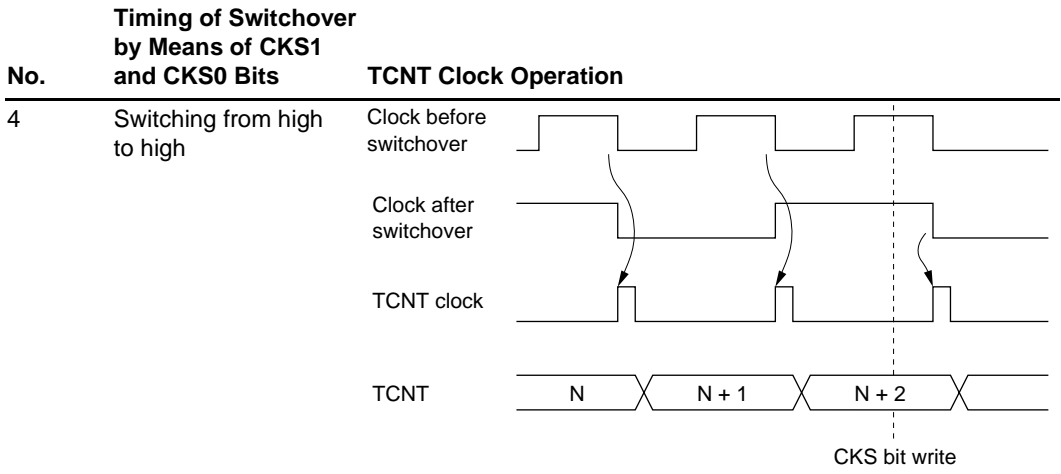 Timing of Switchover
by Means of CKS1
No. and CKS0 Bits TCNT Clock Operation
4 Switching from high
to high
Clock before
switchover
Clock after
switchover
TCNT clock
TCNT N N + 1 N + 2
CKS bit write